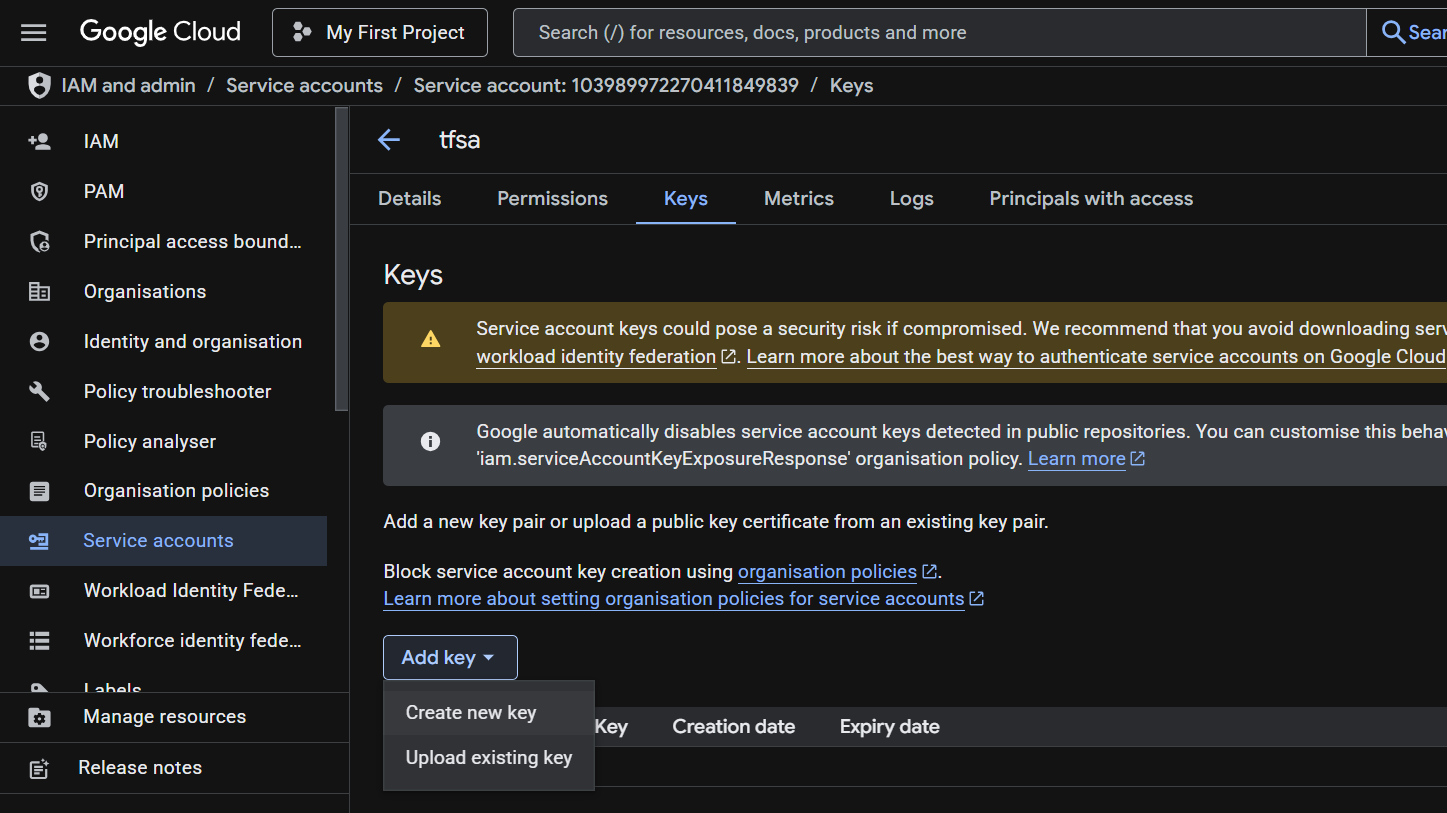 Google Cloud
My First Project
Search (/) for resources, docs, products and more
Sear
IAM and admin / Service accounts / Service account: 103989972270411849839 / Keys
IAM
PAM
Principal access bound...
Organisations
Identity and organisation
Policy troubleshooter
Policy analyser
Organisation policies
Service accounts
Workload Identity Fede...
Workforce identity fede...
Labels
Manage resources
Release notes
tfsa
Details Permissions Keys Metrics Logs Principals with access
Keys
Service account keys could pose a security risk if compromised. We recommend that you avoid downloading serv
workload identity federation. Learn more about the best way to authenticate service accounts on Google Cloud
Google automatically disables service account keys detected in public repositories. You can customise this behav
'iam.serviceAccountKeyExposureResponse' organisation policy. Learn more
Add a new key pair or upload a public key certificate from an existing key pair.
Block service account key creation using organisation policies.
Learn more about setting organisation policies for service accounts
Add key
Create new key
Upload existing key
Key Creation date Expiry date